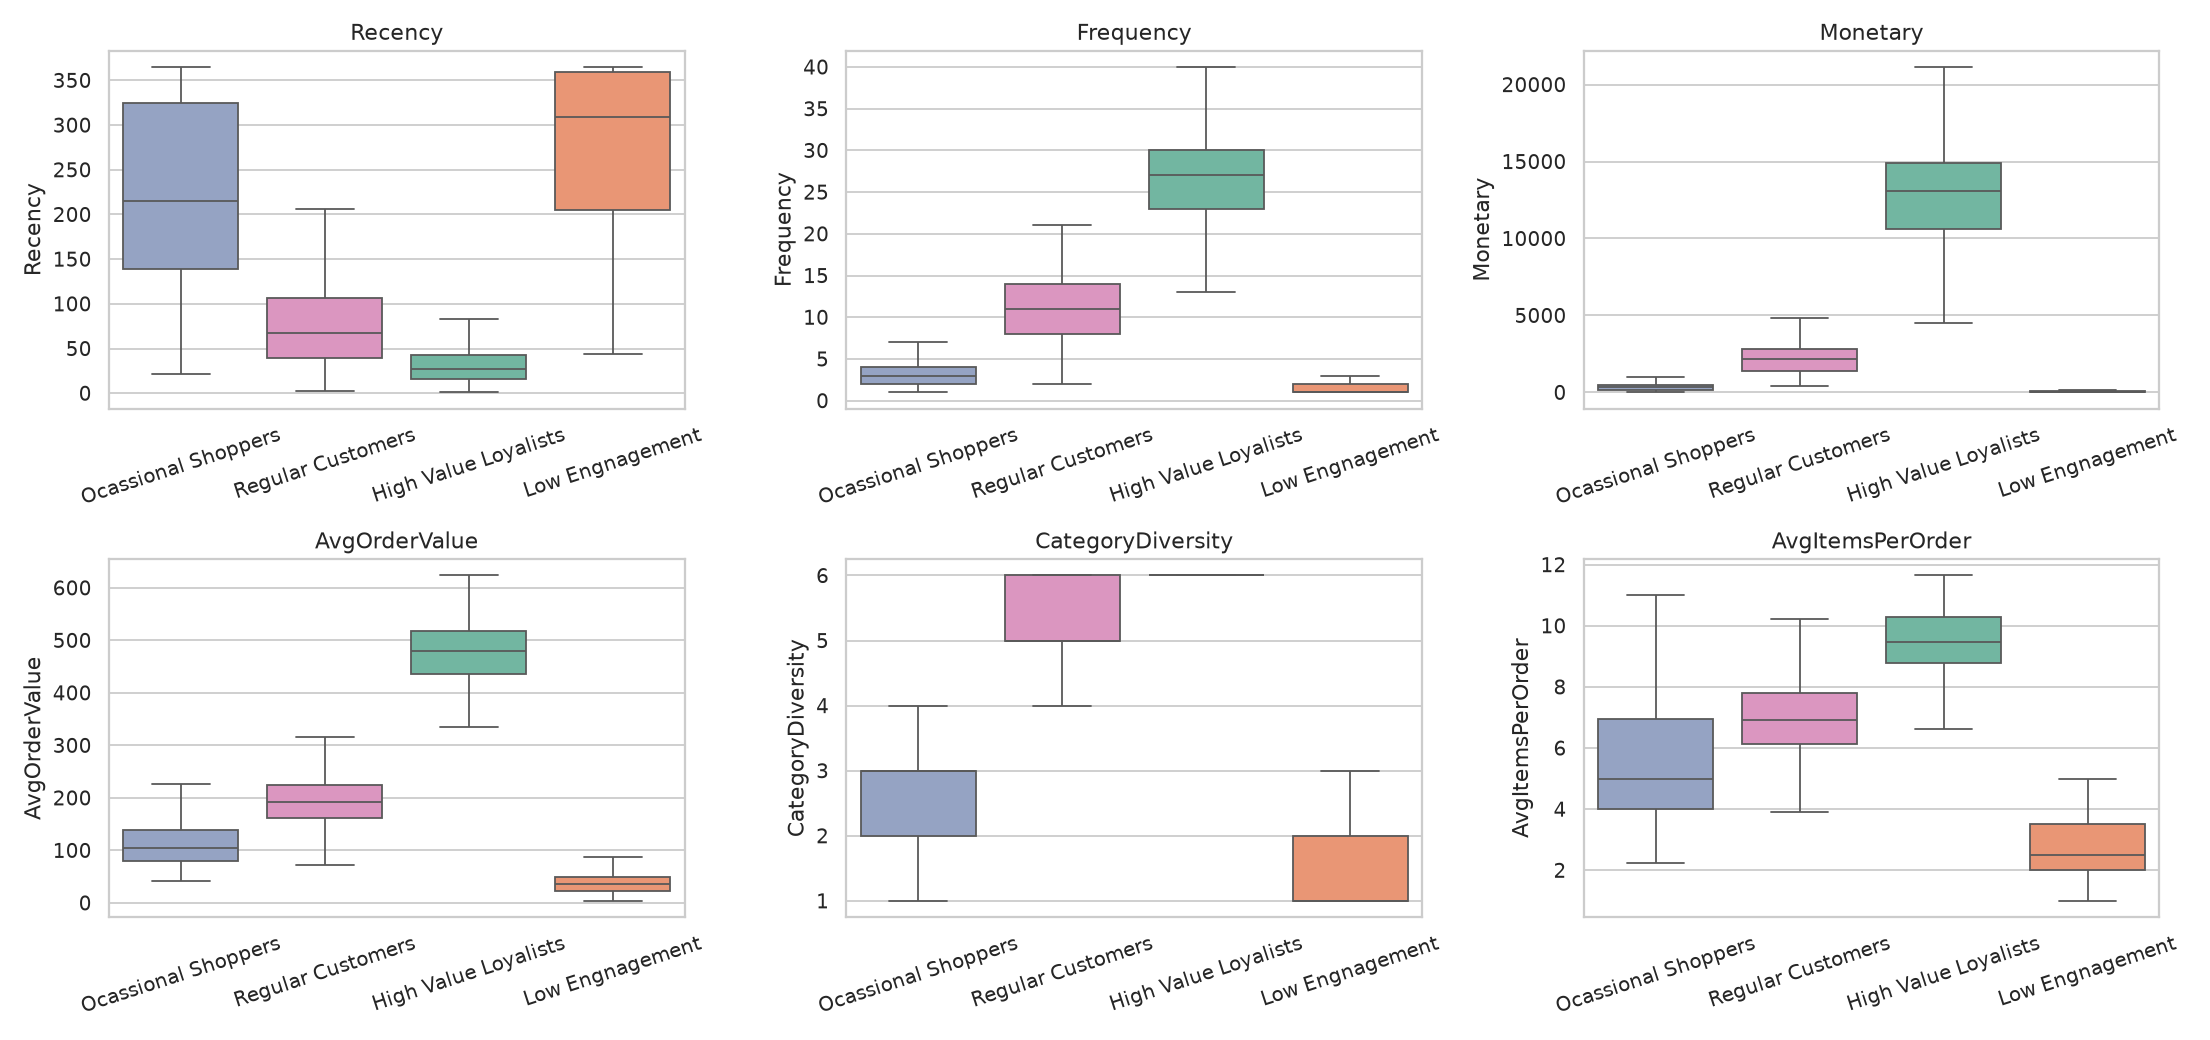 Recency
Recency
350
300
250
200
150
100
50
0
Ocassional Shoppers
Regular Customers
High Value Loyalists
Low Engnagement
Frequency
Frequency
40
35
30
25
20
15
10
5
0
Ocassional Shoppers
Regular Customers
High Value Loyalists
Low Engnagement
Monetary
Monetary
20000
15000
10000
5000
0
Ocassional Shoppers
Regular Customers
High Value Loyalists
Low Engnagement
AvgOrderValue
AvgOrderValue
600
500
400
300
200
100
0
Ocassional Shoppers
Regular Customers
High Value Loyalists
Low Engnagement
CategoryDiversity
CategoryDiversity
6
5
4
3
2
1
Ocassional Shoppers
Regular Customers
High Value Loyalists
Low Engnagement
AvgItemsPerOrder
AvgItemsPerOrder
12
10
8
6
4
2
Ocassional Shoppers
Regular Customers
High Value Loyalists
Low Engnagement